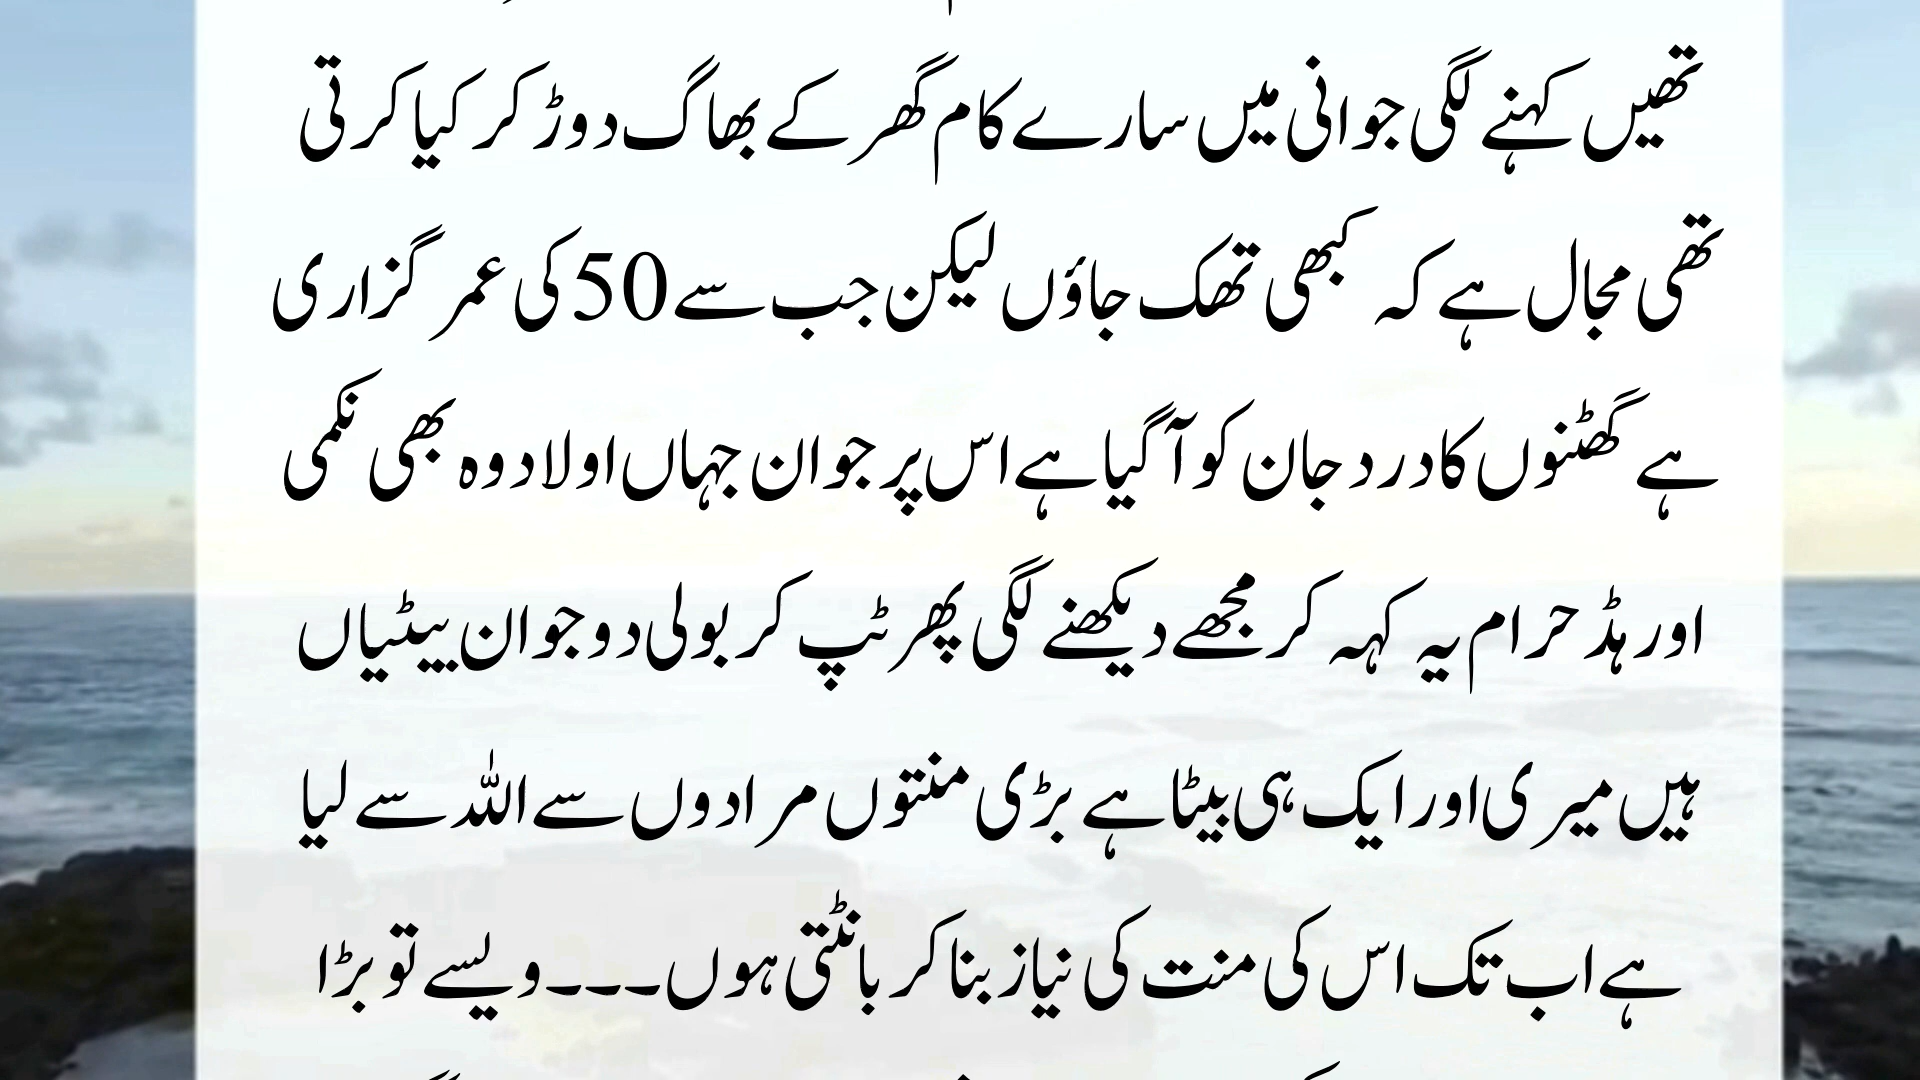 تھیں کہنے لگی جوانی میں سارے کام گھر کے بھاگ دوڑ کر کیا کرتی
تھی مجال ہے کہ کبھی تھک جاؤں لیکن جب سے 50 کی عمر گزاری
ہے گھٹنوں کا درد جان کو آگیا ہے اس پر جوان جہاں اولاد وہ بھی نکمی
اور ہڈ حرام یہ کہہ کر مجھے دیکھنے لگی پھر ٹپ کر بولی دو جوان بیٹیاں
ہیں میری اور ایک ہی بیٹا ہے بڑی منتوں مرادوں سے اللہ سے لیا
ہے اب تک اس کی منت کی نیاز بنا کر بانٹتی ہوں۔۔۔ ویسے تو بڑا